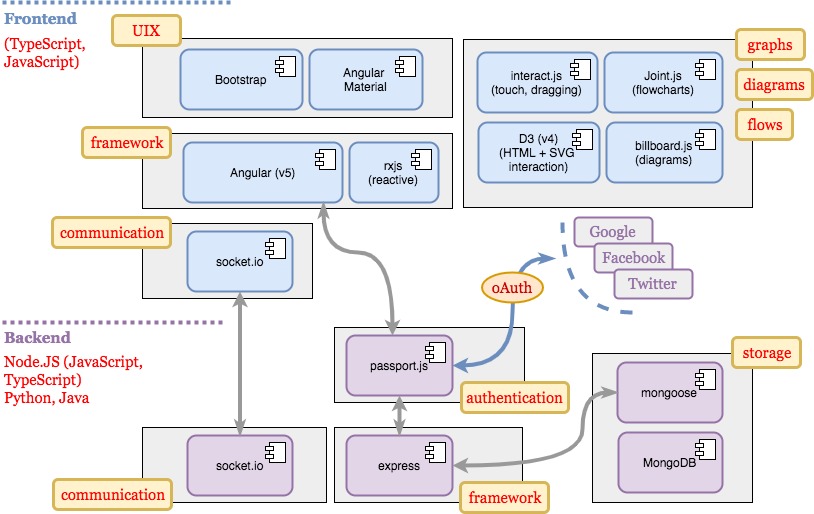 Frontend
(TypeScript,
JavaScript)
UIX
Bootstrap
Angular
Material
graphs
diagrams
flows
interact.js
(touch, dragging)
Joint.js
(flowcharts)
D3 (v4)
(HTML + SVG
interaction)
billboard.js
(diagrams)
framework
Angular (v5)
rxjs
(reactive)
communication
socket.io
Google
Facebook
Twitter
oAuth
Backend
Node.JS (JavaScript,
TypeScript)
Python, Java
passport.js
authentication
storage
mongoose
MongoDB
socket.io
communication
express
framework